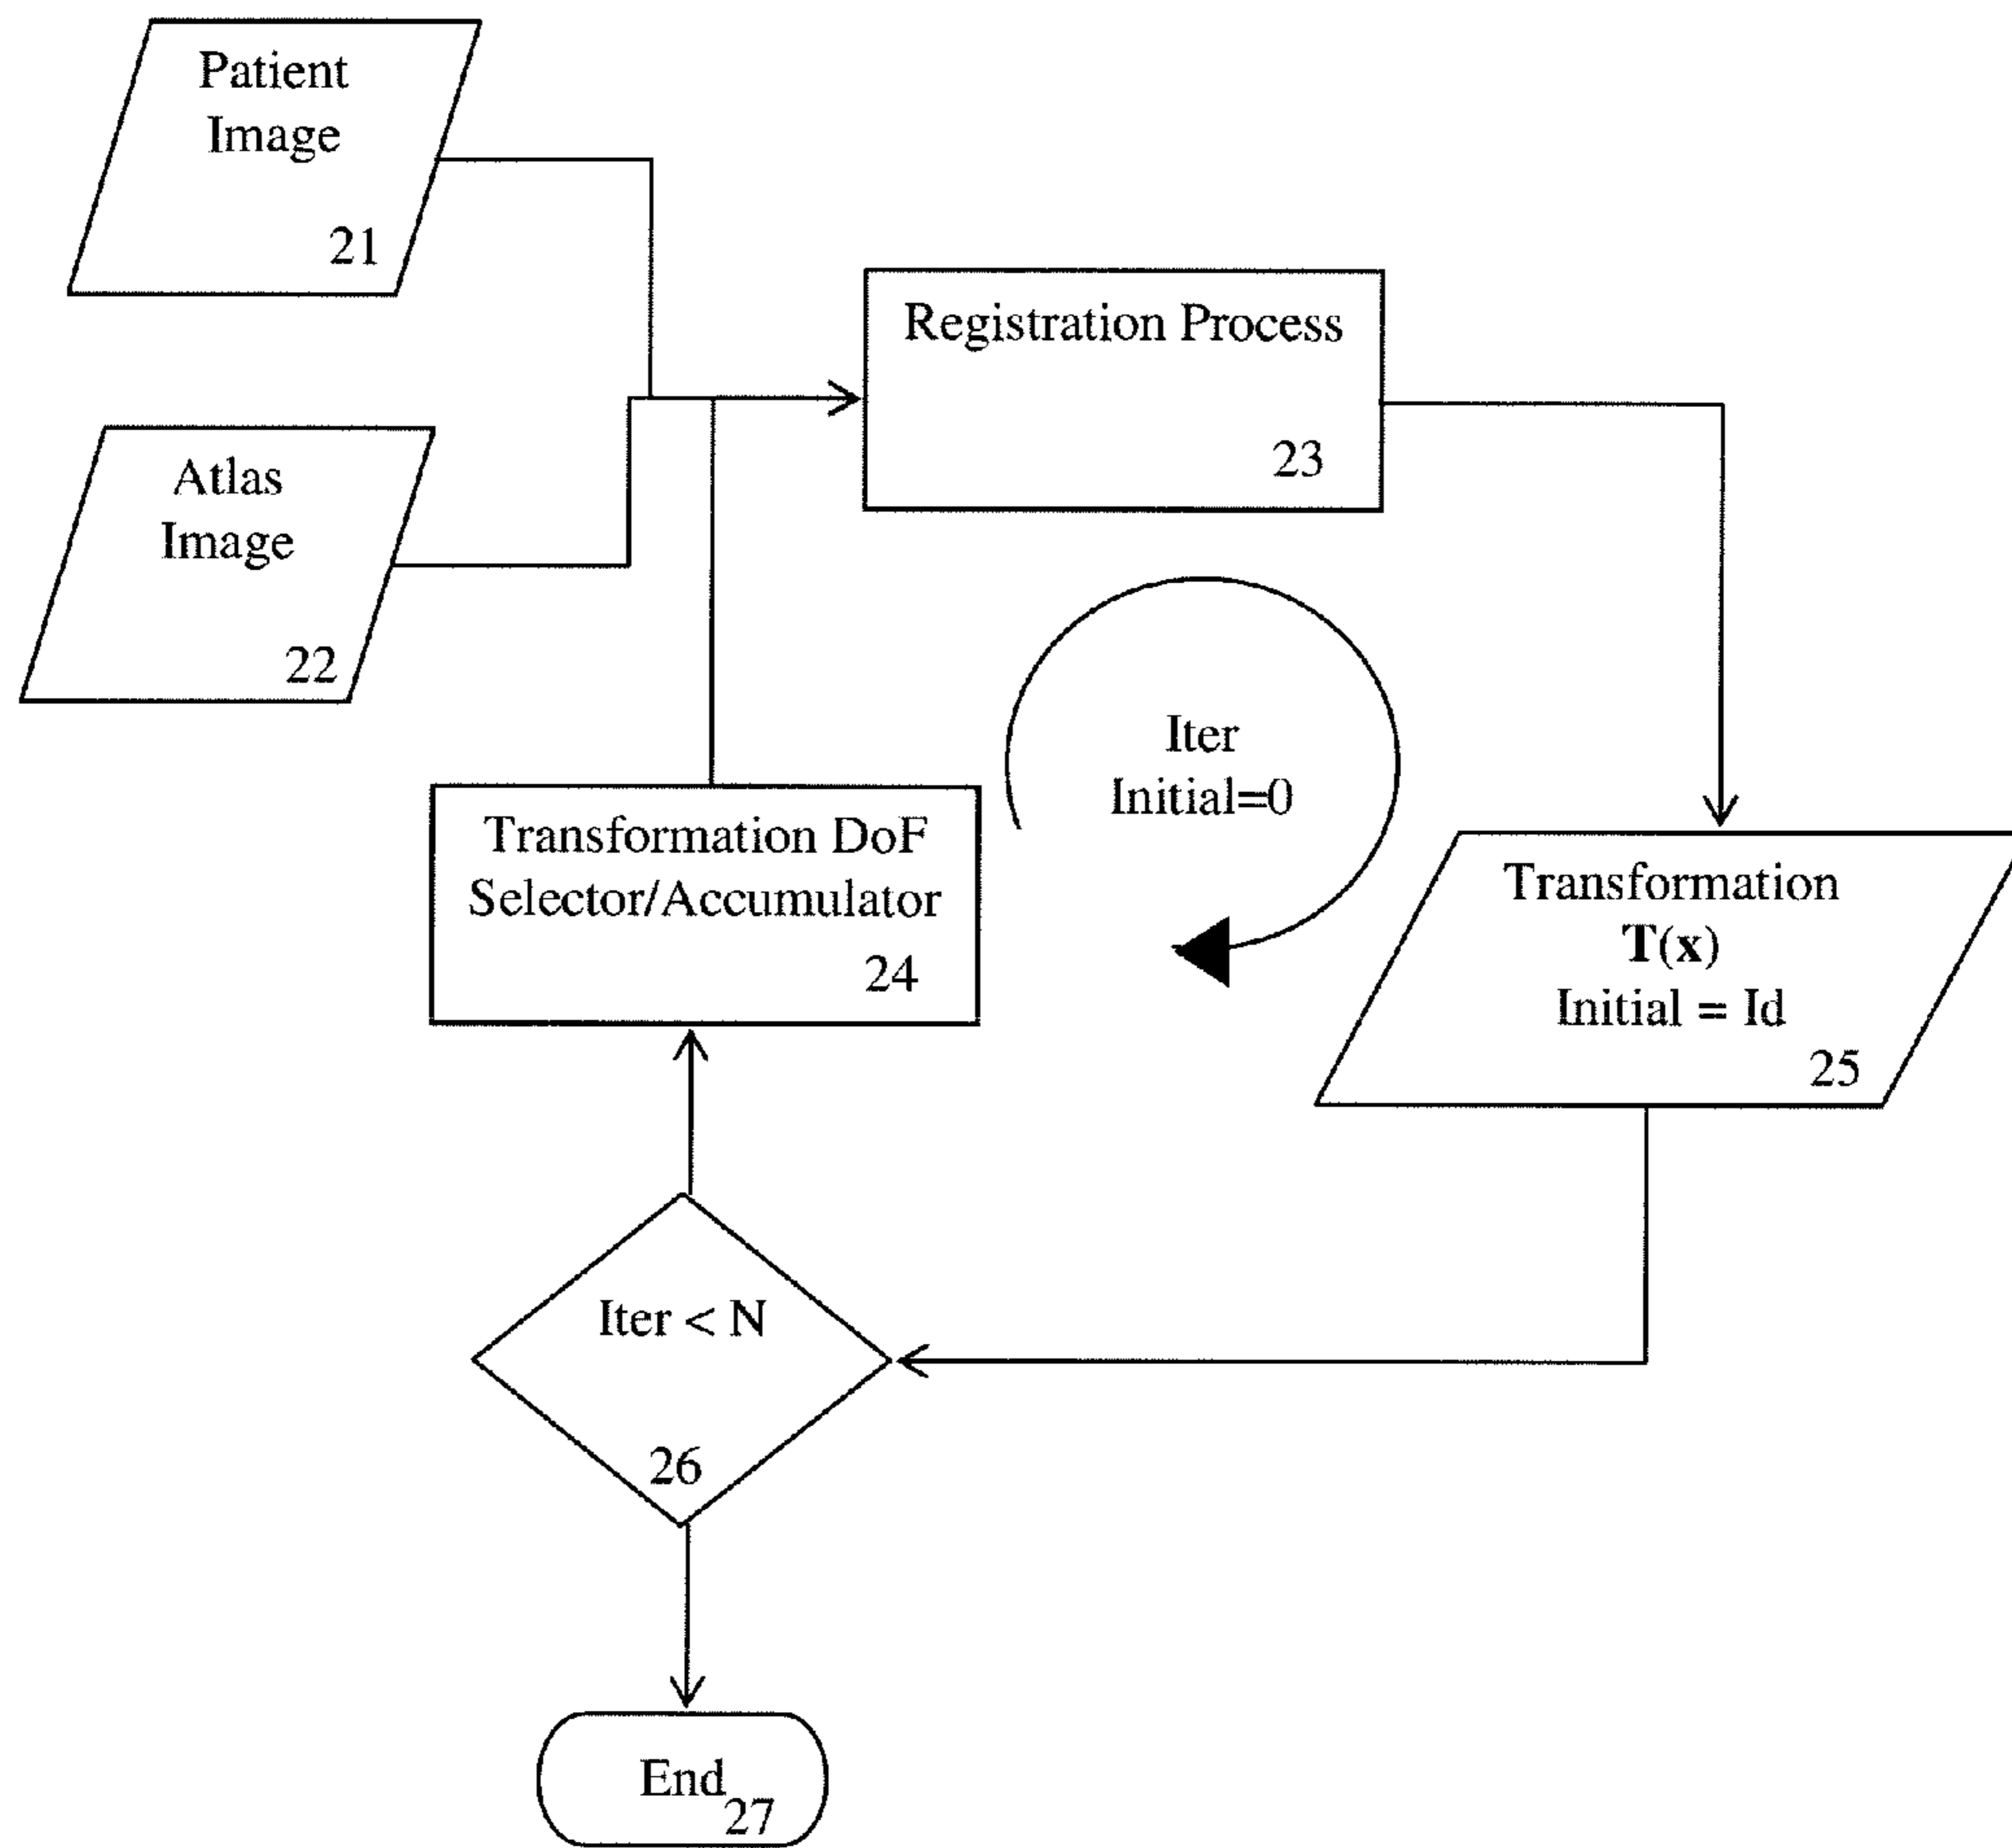 Patient
Image
21
Registration Process
23
Atlas
Image
22
Iter
Initial=0
Transformation DoF
Selector/Accumulator
24
Transformation
T(x)
Initial = Id
25
Iter < N
26
End
27